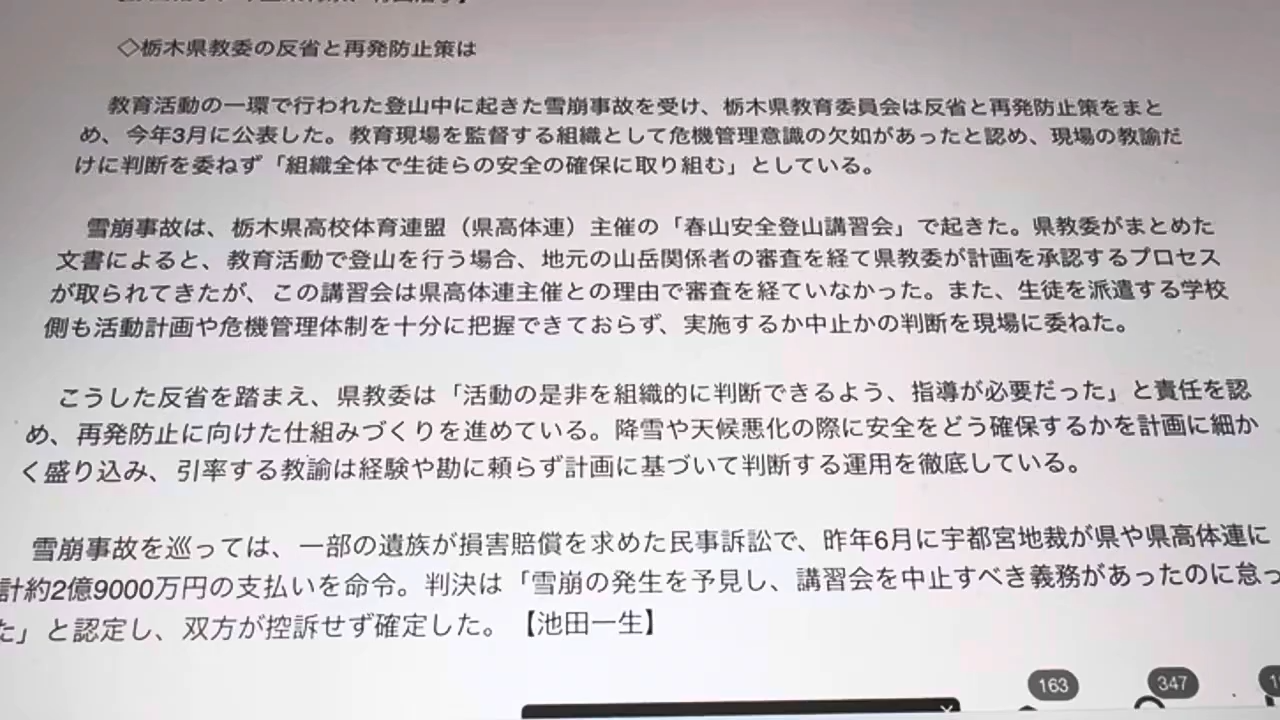 ◇栃木県教委の反省と再発防止策は
教育活動の一環で行われた登山中に起きた雪崩事故を受け、栃木県教育委員会は反省と再発防止策をまと
め、今年3月に公表した。教育現場を監督する組織として危機管理意識の欠如があったと認め、現場の教諭だ
けに判断を委ねず「組織全体で生徒らの安全の確保に取り組む」としている。
雪崩事故は、栃木県高校体育連盟（県高体連）主催の「春山安全登山講習会」で起きた。県教委がまとめた
文書によると、教育活動で登山を行う場合、地元の山岳関係者の審査を経て県教委が計画を承認するプロセス
が取られてきたが、この講習会は県高体連主催との理由で審査を経ていなかった。また、生徒を派遣する学校
側も活動計画や危機管理体制を十分に把握できておらず、実施するか中止かの判断を現場に委ねた。
こうした反省を踏まえ、県教委は「活動の是非を組織的に判断できるよう、指導が必要だった」と責任を認
め、再発防止に向けた仕組みづくりを進めている。降雪や天候悪化の際に安全をどう確保するかを計画に細か
く盛り込み、引率する教諭は経験や勘に頼らず計画に基づいて判断する運用を徹底している。
雪崩事故を巡っては、一部の遺族が損害賠償を求めた民事訴訟で、昨年6月に宇都宮地裁が県や県高体連に
計約2億9000万円の支払いを命令。判決は「雪崩の発生を予見し、講習会を中止すべき義務があったのに怠っ
た」と認定し、双方が控訴せず確定した。【池田一生】
163 347